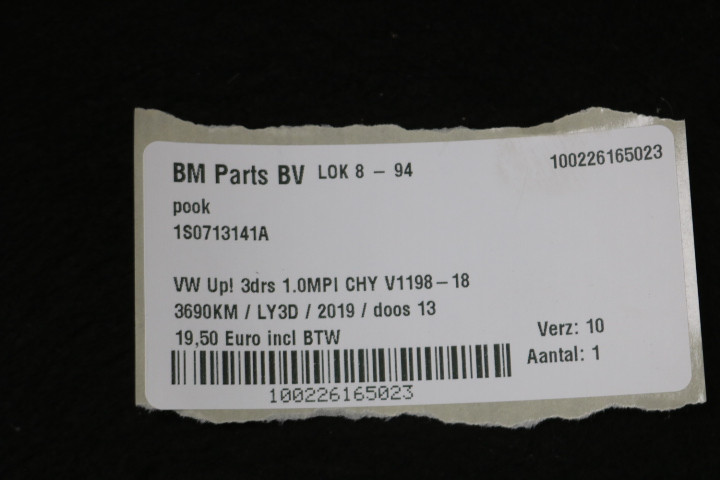 BM Parts BV LOK 8 - 94 100226165023
pook
1S0713141A
VW Up! 3drs 1.0MPI CHY V1198-18
3690KM / LY3D / 2019 / doos 13
19,50 Euro incl BTW
Verz: 10
Aantal: 1
100226165023